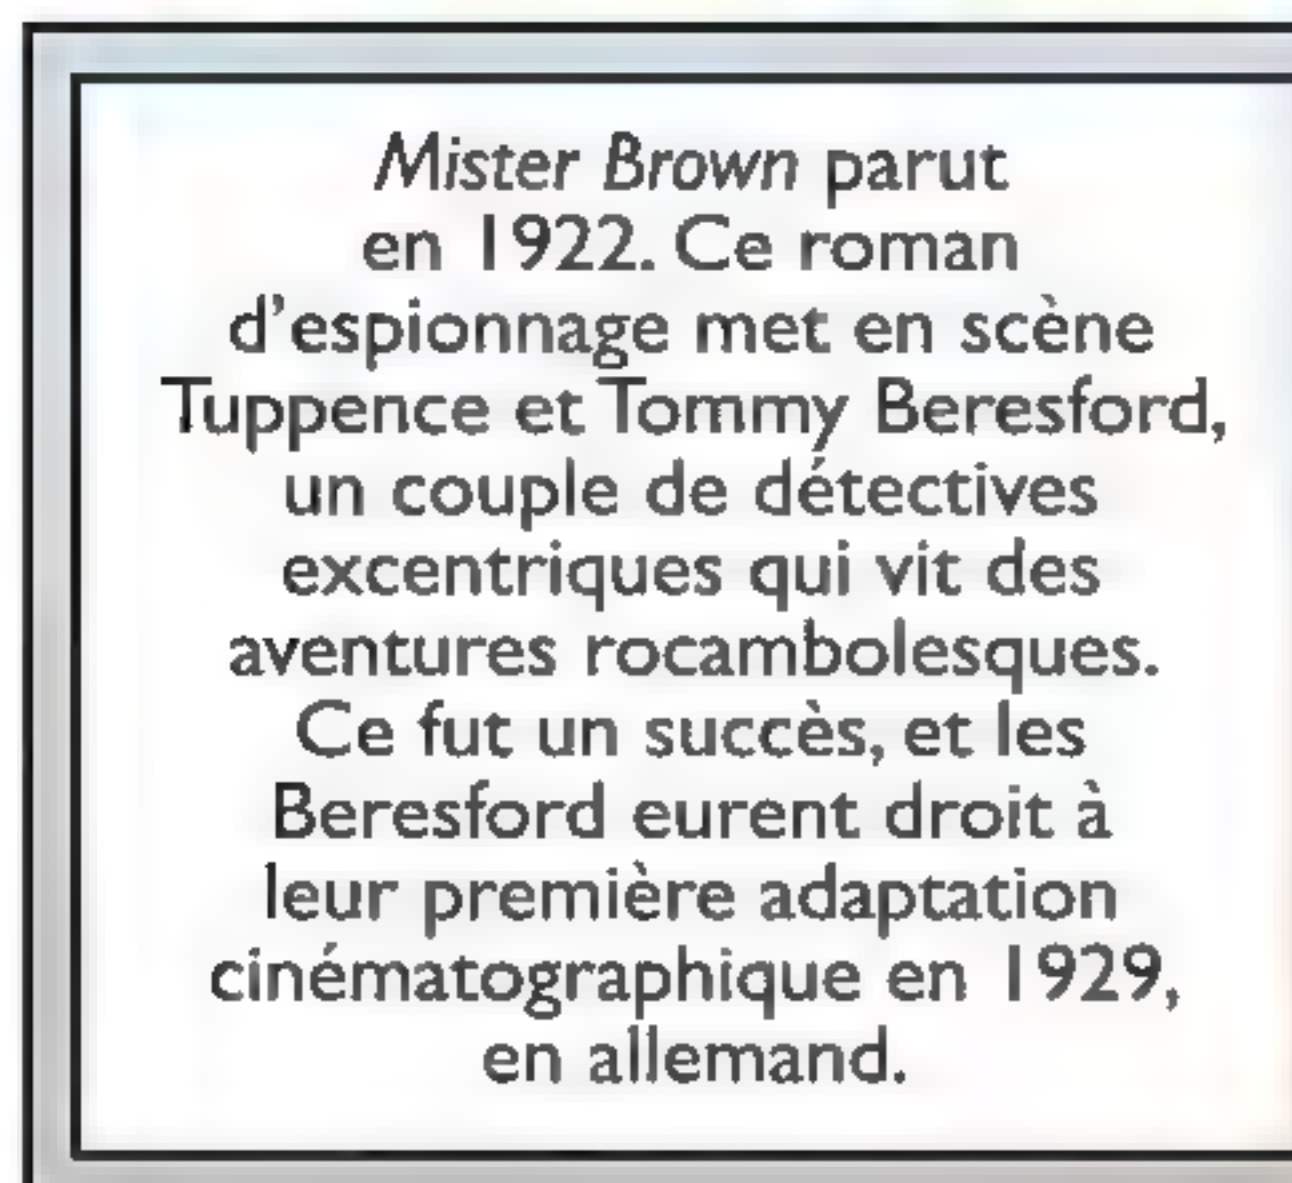 Mister Brown parut
en 1922. Ce roman
d'espionnage met en scène
Tuppence et Tommy Beresford,
un couple de détectives
excentriques qui vit des
aventures rocambolesques.
Ce fut un succès, et les
Beresford eurent droit à
leur première adaptation
cinématographique en 1929,
en allemand.